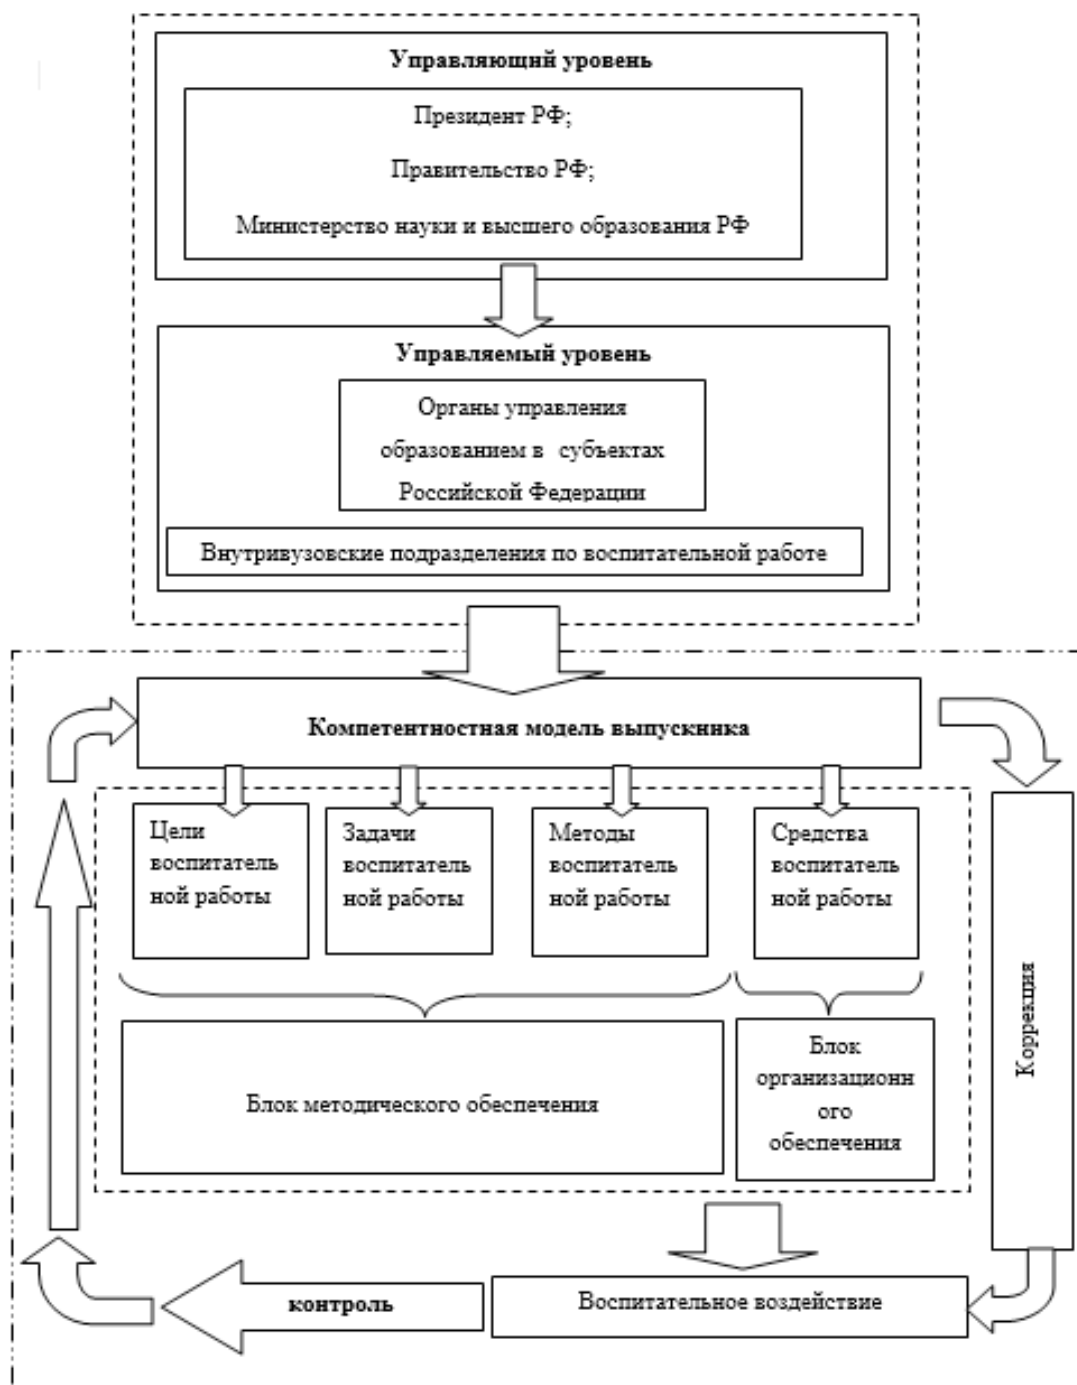 Управляющий уровень
Президент РФ;
Правительство РФ;
Министерство науки и высшего образования РФ
Управляемый уровень
Органы управления
образованием в субъектах
Российской Федерации
Внутривузовские подразделения по воспитательной работе
Компетентностная модель выпускника
Цели
воспитатель
ной работы
Задачи
воспитатель
ной работы
Методы
воспитатель
ной работы
Средства
воспитатель
ной работы
Блок методического обеспечения
Блок
организационн
ого
обеспечения
Коррекция
Воспитательное воздействие
контроль